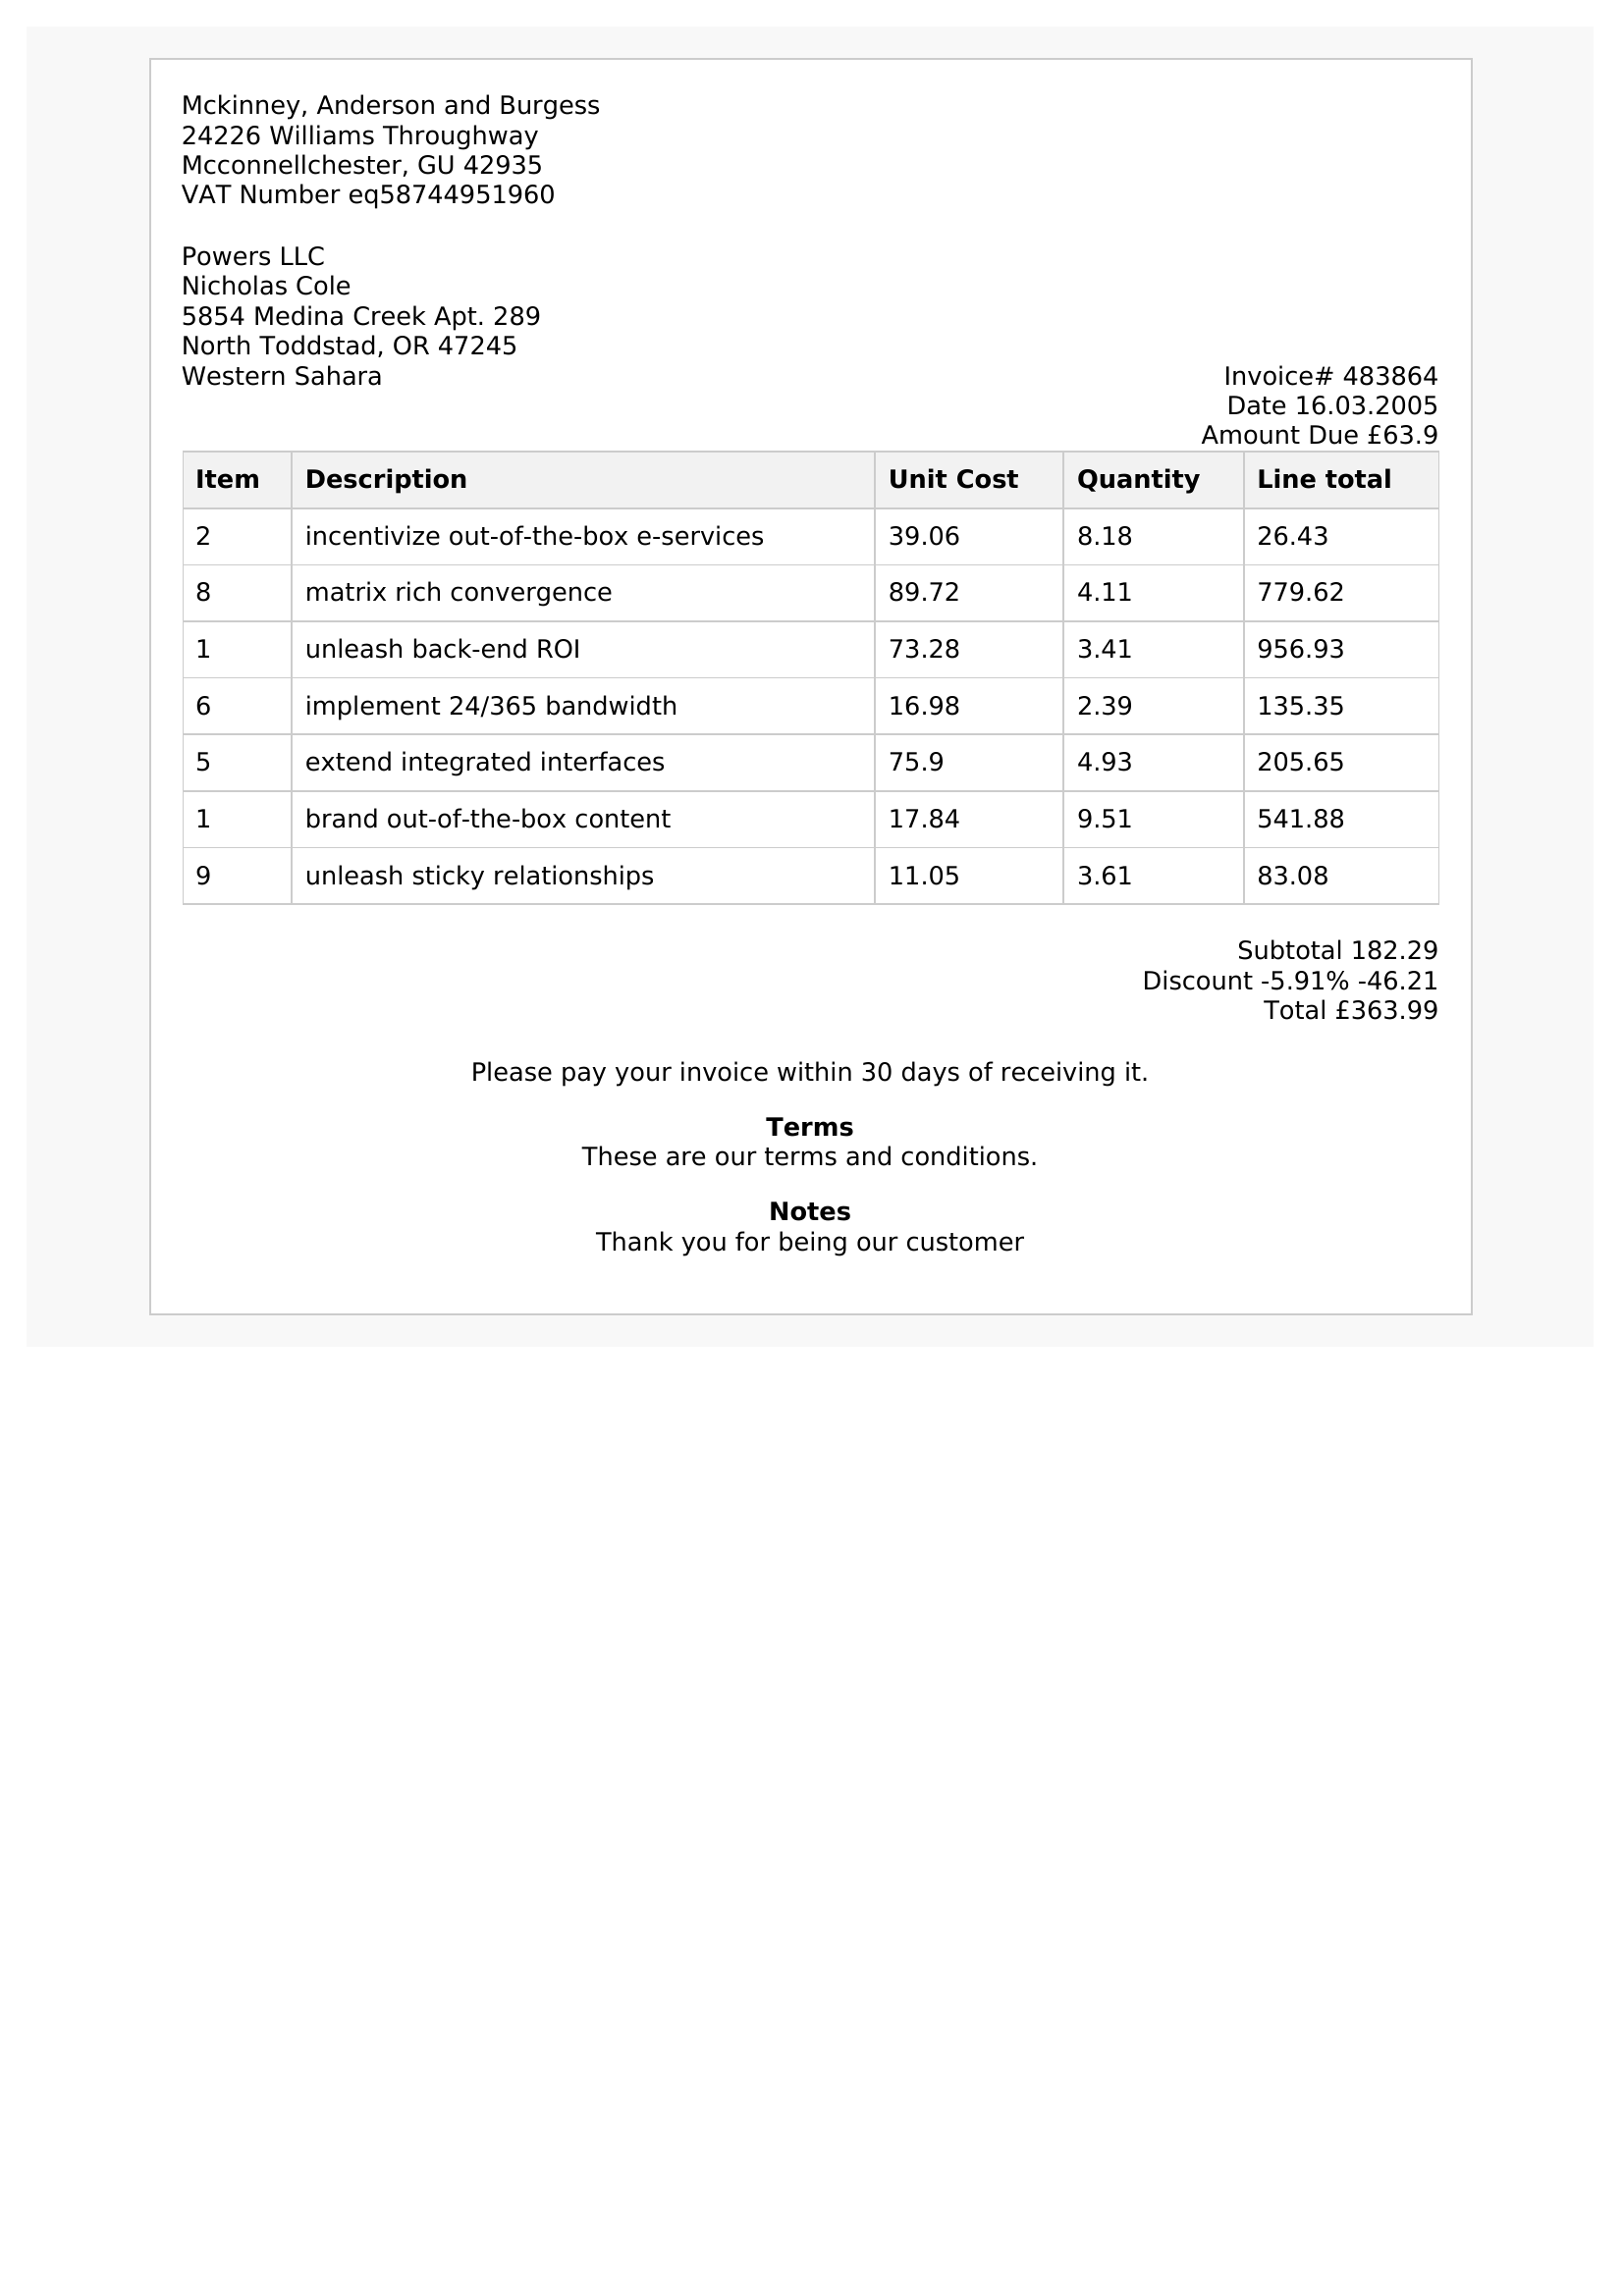 Mckinney, Anderson and Burgess
24226 Williams Throughway
Mcconnellchester, GU 42935
VAT Number eq58744951960
Powers LLC
Nicholas Cole
5854 Medina Creek Apt. 289
North Toddstad, OR 47245
Western Sahara
Invoice# 483864
Date 16.03.2005
Amount Due £63.9
Item Description Unit Cost Quantity Line total
2 incentivize out-of-the-box e-services 39.06 8.18 26.43
8 matrix rich convergence 89.72 4.11 779.62
1 unleash back-end ROI 73.28 3.41 956.93
6 implement 24/365 bandwidth 16.98 2.39 135.35
5 extend integrated interfaces 75.9 4.93 205.65
1 brand out-of-the-box content 17.84 9.51 541.88
9 unleash sticky relationships 11.05 3.61 83.08
Subtotal 182.29
Discount -5.91% -46.21
Total £363.99
Please pay your invoice within 30 days of receiving it.
Terms
These are our terms and conditions.
Notes
Thank you for being our customer